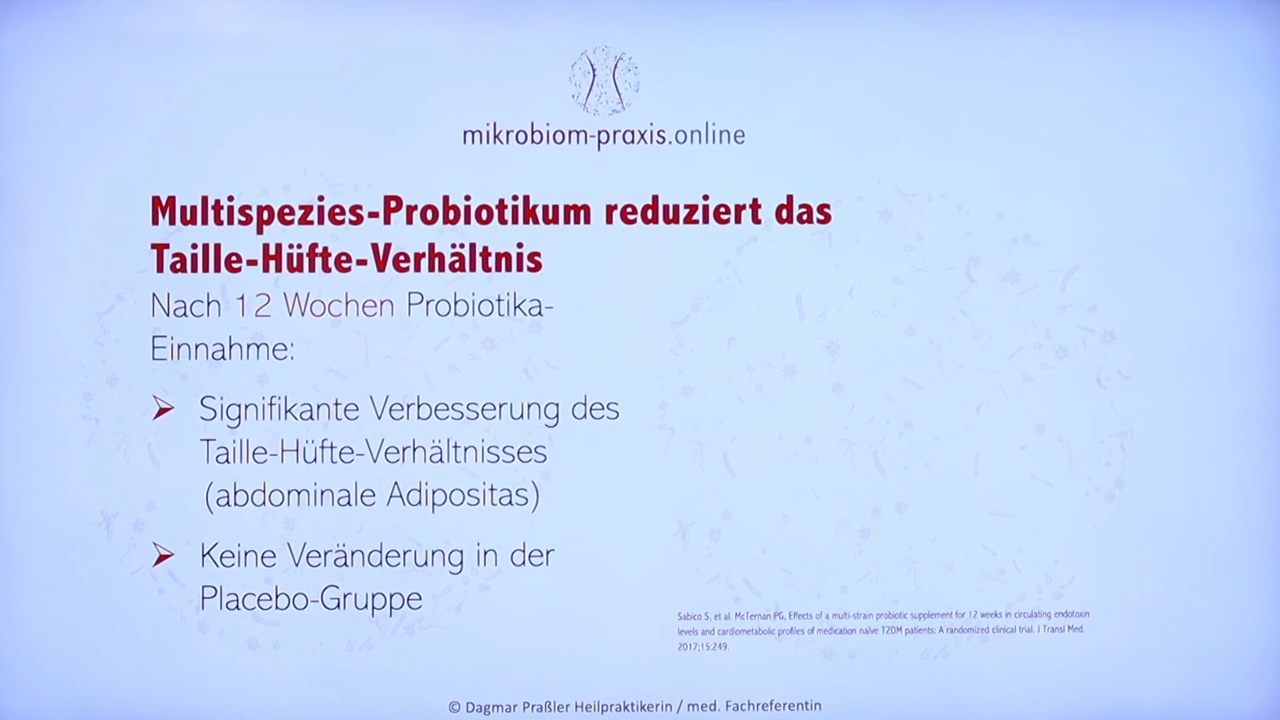 mikrobiom-praxis.online
Multispezies-Probiotikum reduziert das
Taille-Hüfte-Verhältnis
Nach 12 Wochen Probiotika-
Einnahme:
Signifikante Verbesserung des
Taille-Hüfte-Verhältnisses
(abdominale Adipositas)
Keine Veränderung in der
Placebo-Gruppe
Sabico S, et al. McTernan PG, Effects of a multi-strain probiotic supplement for 12 weeks in circulating endotoxin
levels and cardiometabolic profiles of medication naïve T2DM patients: A randomized clinical trial. J Transl Med.
2017;15:249.
© Dagmar Praßler Heilpraktikerin / med. Fachreferentin